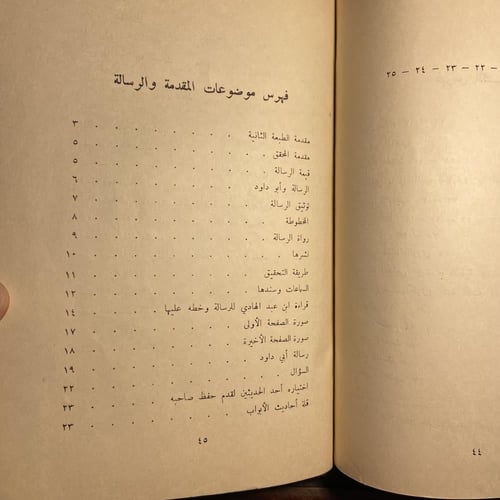 – ٢٢ – ٢٣ – ٢٤ – ٢٥
٤٤
فهرس موضوعات المقدمة والرسالة
مقدمة الطبعة الثانية . . . . . . . ٣
مقدمة المحقق . . . . . . . ٥
قيمة الرسالة . . . . . . . ٥
الرسالة وأبو داود . . . . . . . ٦
توثيق الرسالة . . . . . . . ٧
المخطوطة . . . . . . . ٨
رواة الرسالة . . . . . . . ٩
نشرها . . . . . . . ١٠
طريقة التحقيق . . . . . . . ١١
السماعات وسندها . . . . . . . ١٢
قراءة ابن عبد الهادي للرسالة وخطه عليها . . . . ١٤
صورة الصفحة الأولى . . . . . . . ١٧
صورة الصفحة الأخيرة . . . . . . . ١٨
رسالة أبي داود . . . . . . . ١٩
السؤال . . . . . . . ٢٢
اختياره أحد الحديثين لقدم حفظ صاحبه . . . . ٢٣
قلة أحاديث الأبواب . . . . . . . ٢٣
٤٥